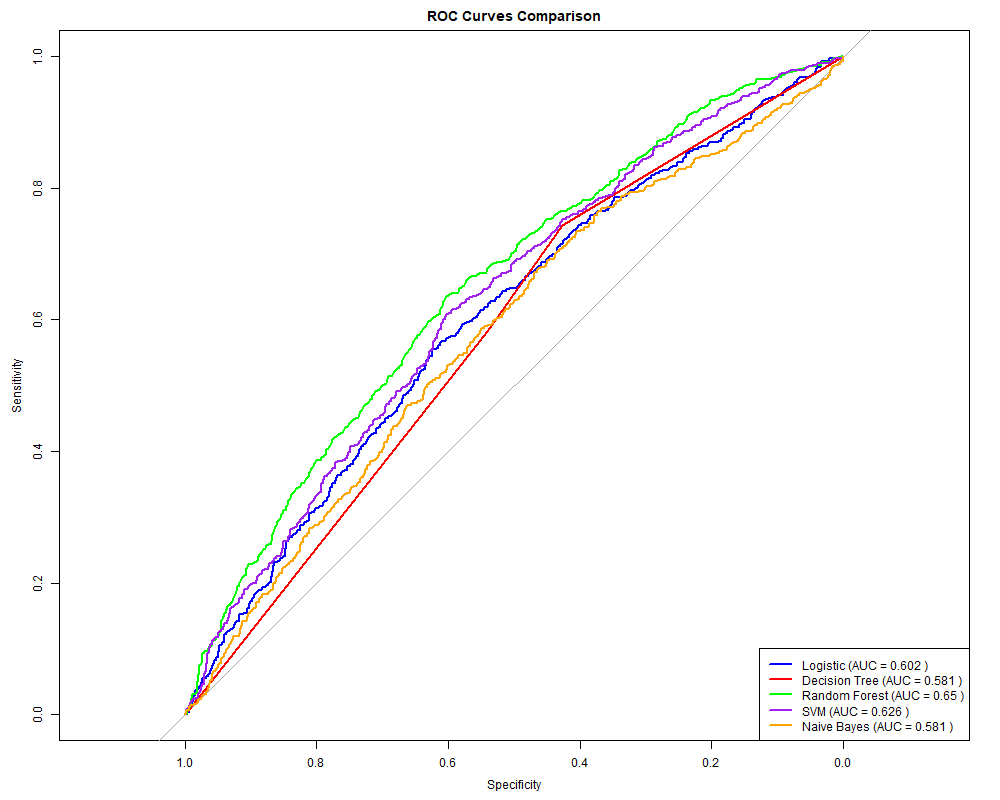 ROC Curves Comparison
Sensitivity
1.0
0.8
0.6
0.4
0.2
0.0
1.0 0.8 0.6 0.4 0.2 0.0
Specificity
Logistic (AUC = 0.602 )
Decision Tree (AUC = 0.581 )
Random Forest (AUC = 0.65 )
SVM (AUC = 0.626 )
Naive Bayes (AUC = 0.581 )